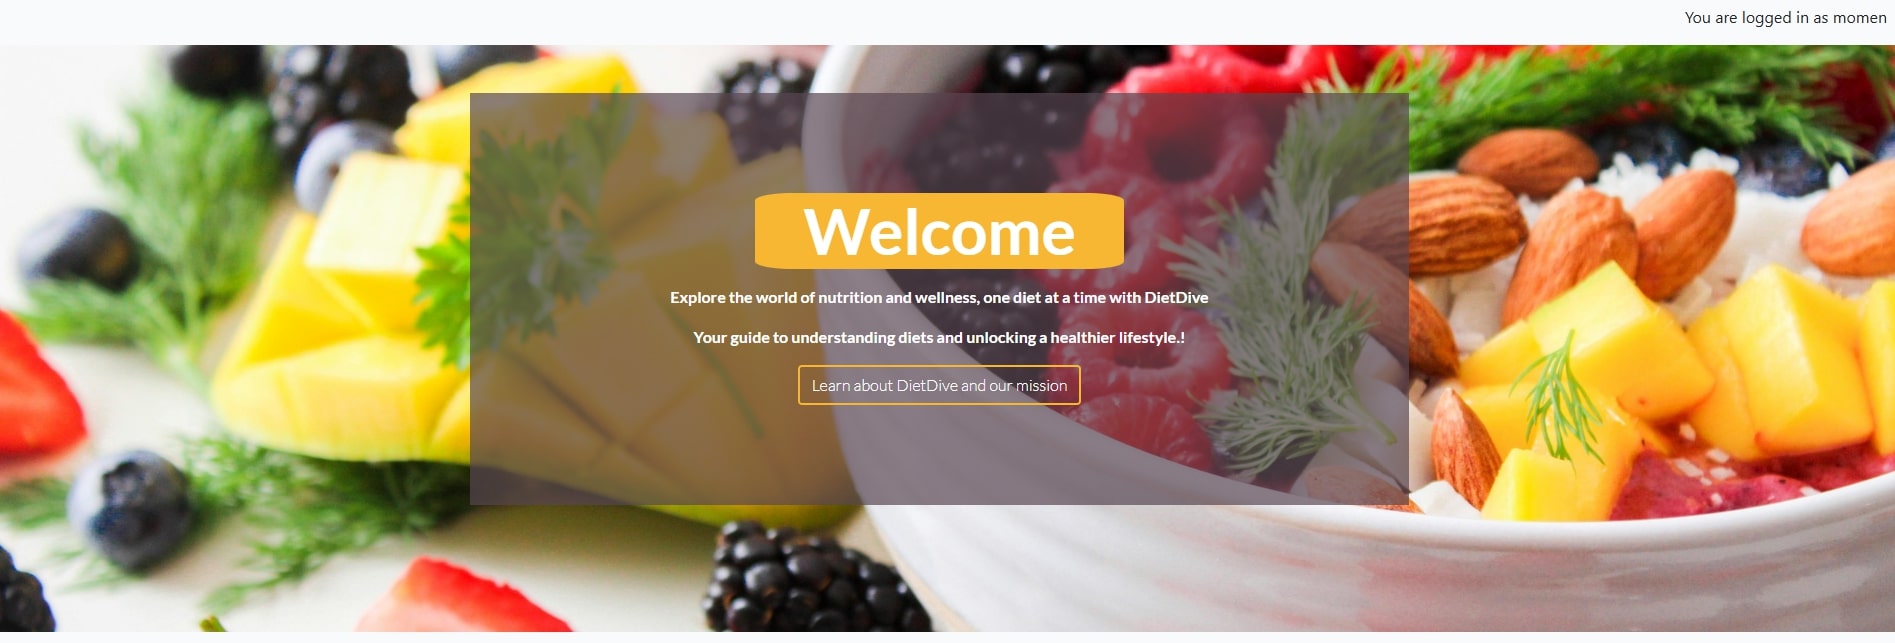 You are logged in as momen
Welcome
Explore the world of nutrition and wellness, one diet at a time with DietDive
Your guide to understanding diets and unlocking a healthier lifestyle.!
Learn about DietDive and our mission